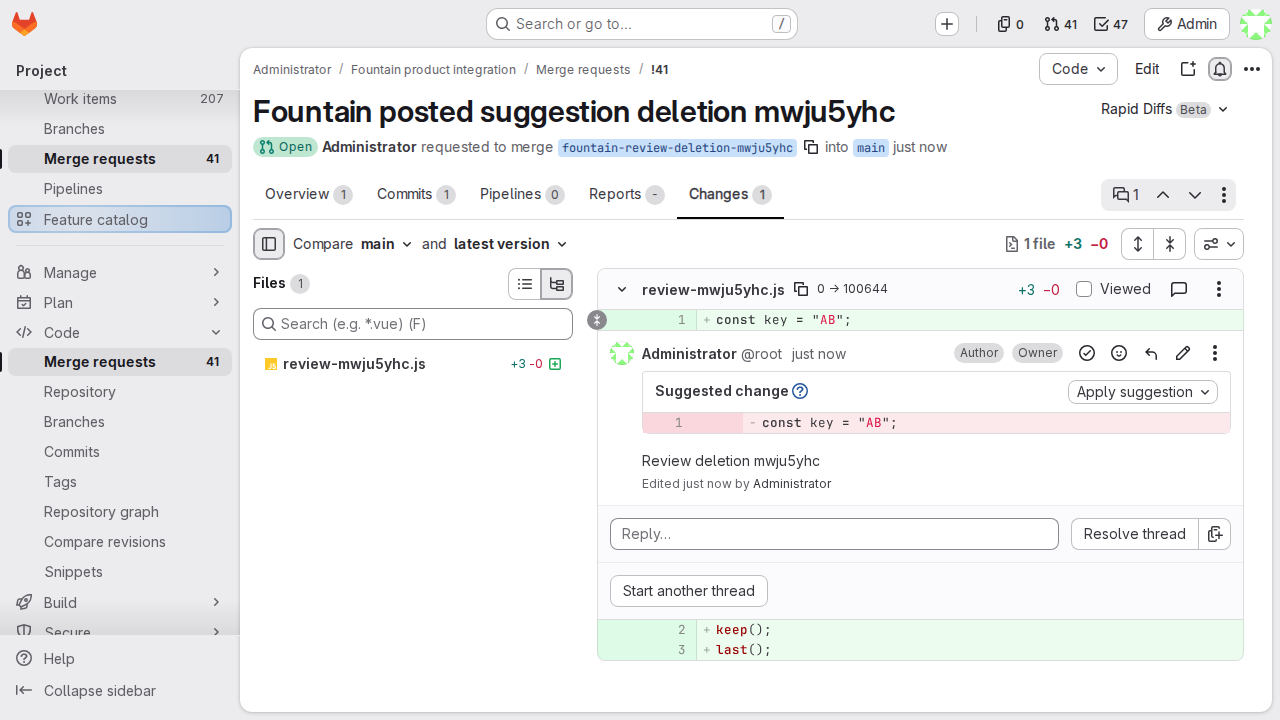 Search or go to... /
0 41 47 Admin
Project
Work items 207
Branches
Merge requests 41
Pipelines
Feature catalog
Manage
Plan
Code
Merge requests 41
Repository
Branches
Commits
Tags
Repository graph
Compare revisions
Snippets
Build
Secure
Help
Collapse sidebar
Administrator / Fountain product integration / Merge requests / !41
Code Edit
Fountain posted suggestion deletion mwju5yhc
Rapid Diffs Beta
Open Administrator requested to merge fountain-review-deletion-mwju5yhc into main just now
Overview 1 Commits 1 Pipelines 0 Reports - Changes 1
1
Compare main and latest version
1 file +3 −0
Files 1
Search (e.g. *.vue) (F)
JS review-mwju5yhc.js +3 -0
review-mwju5yhc.js 0 → 100644 +3 −0 Viewed
1 + const key = "AB";
Administrator @root just now Author Owner
Suggested change Apply suggestion
1 - const key = "AB";
Review deletion mwju5yhc
Edited just now by Administrator
Reply… Resolve thread
Start another thread
2 + keep();
3 + last();